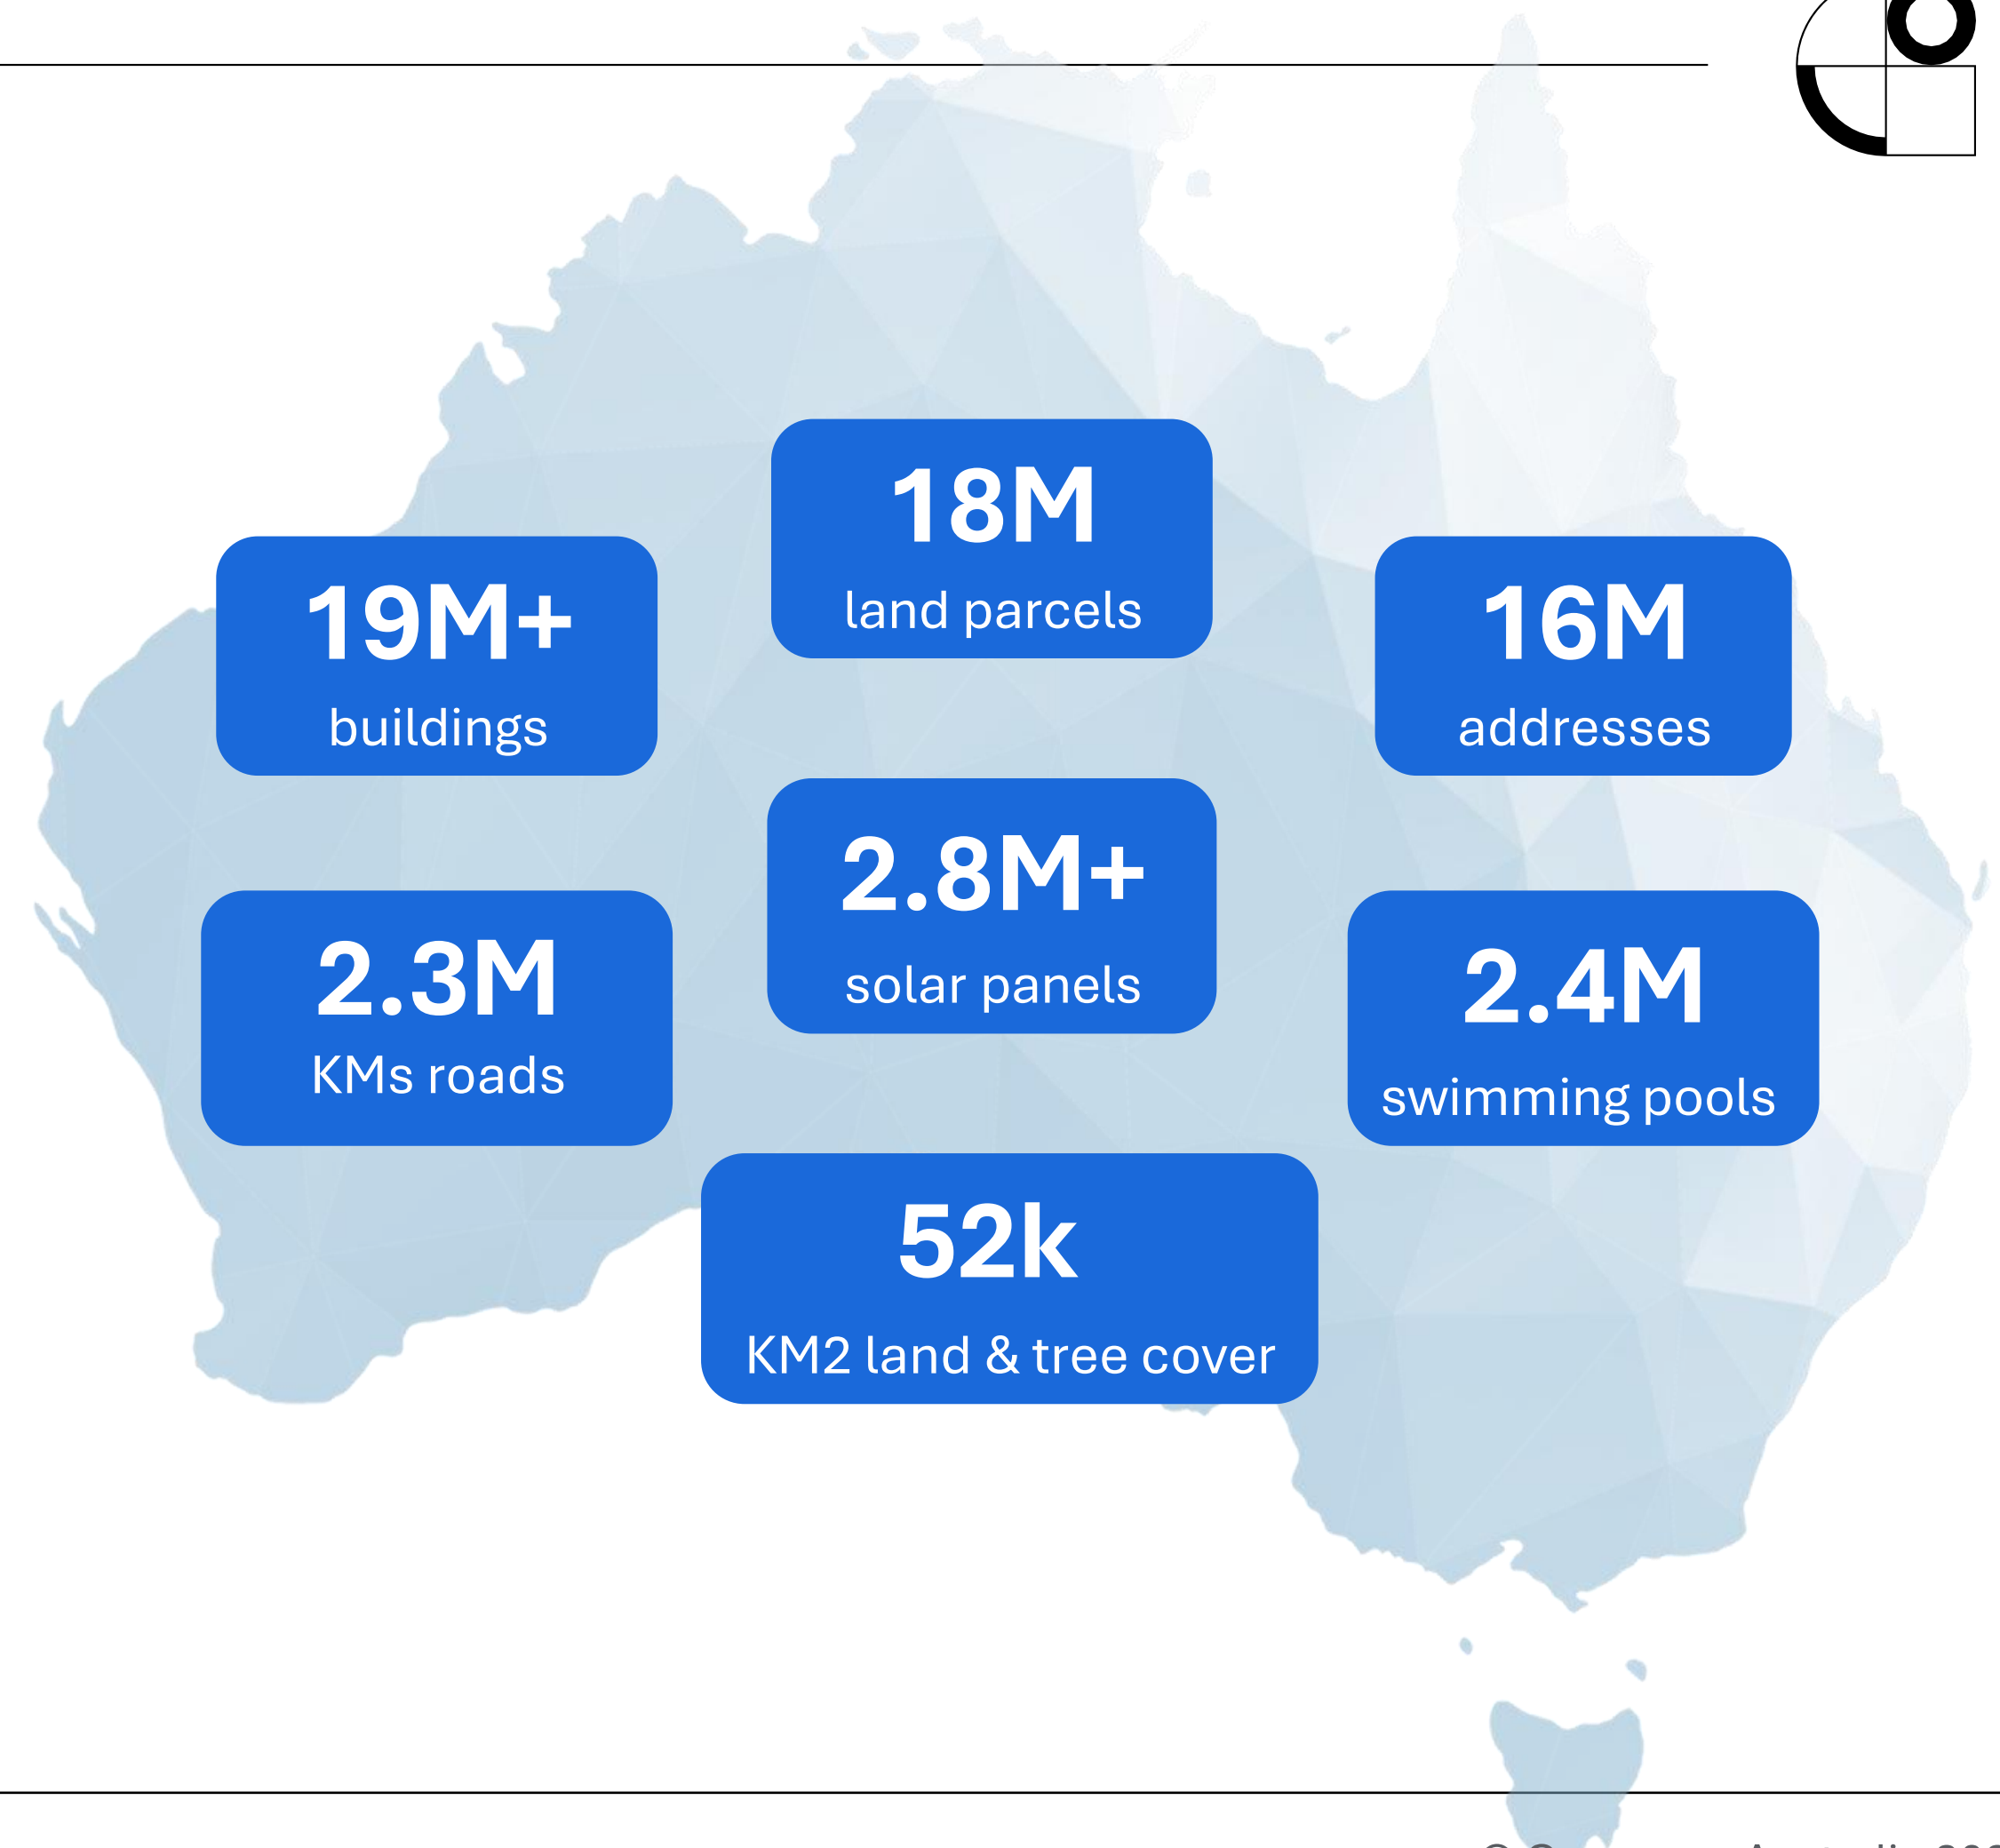 18M
land parcels
19M+
buildings
16M
addresses
2.8M+
solar panels
2.3M
KMs roads
2.4M
swimming pools
52k
KM2 land & tree cover